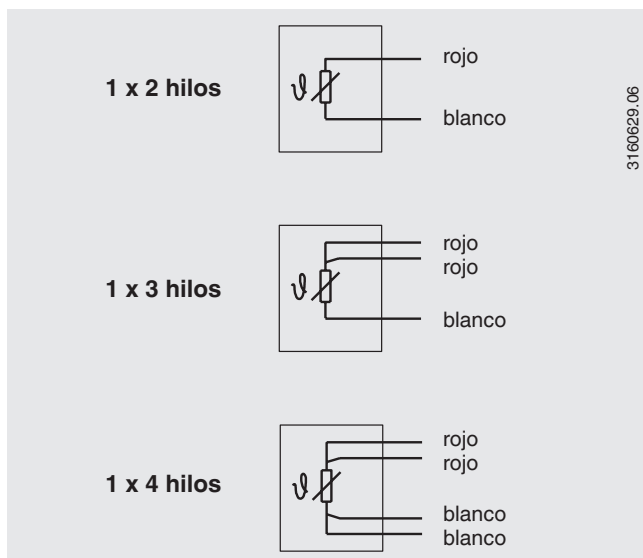 1 x 2 hilos
rojo
blanco
3160629.06
1 x 3 hilos
rojo
rojo
blanco
1 x 4 hilos
rojo
rojo
blanco
blanco